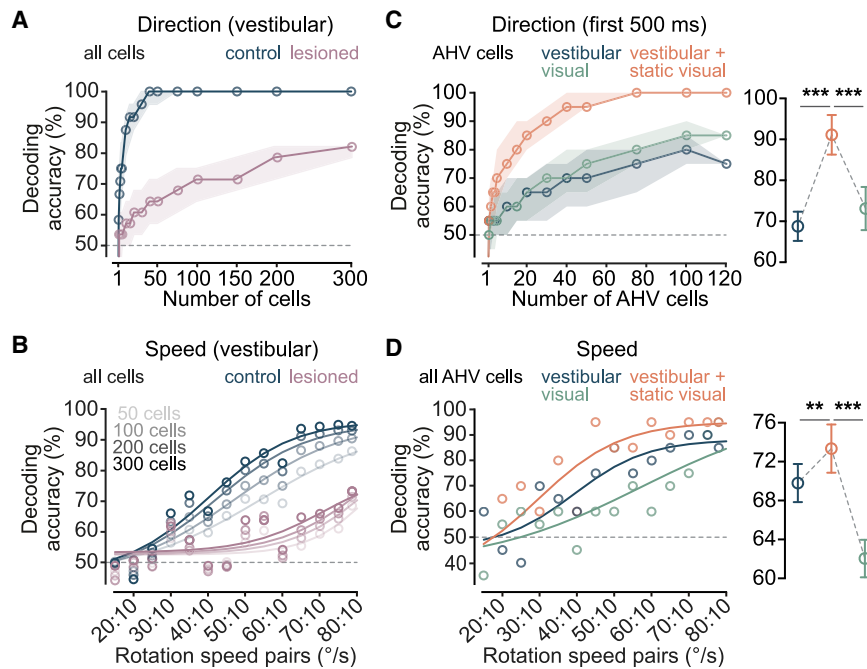 A
Direction (vestibular)
all cells
control lesioned
100
90
80
70
60
50
Decoding
accuracy (%)
1 50 100 150 200 300
Number of cells
C
Direction (first 500 ms)
AHV cells
vestibular
visual
vestibular +
static visual
100
90
80
70
60
50
Decoding
accuracy (%)
1 20 40 60 80 100 120
Number of AHV cells
*** ***
100
90
80
70
60
B
Speed (vestibular)
all cells
control lesioned
50 cells
100 cells
200 cells
300 cells
100
90
80
70
60
50
Decoding
accuracy (%)
20:10 30:10 40:10 50:10 60:10 70:10 80:10
Rotation speed pairs (°/s)
D
Speed
all AHV cells
vestibular
visual
vestibular +
static visual
100
90
80
70
60
50
40
Decoding
accuracy (%)
20:10 30:10 40:10 50:10 60:10 70:10 80:10
Rotation speed pairs (°/s)
** ***
76
72
68
64
60